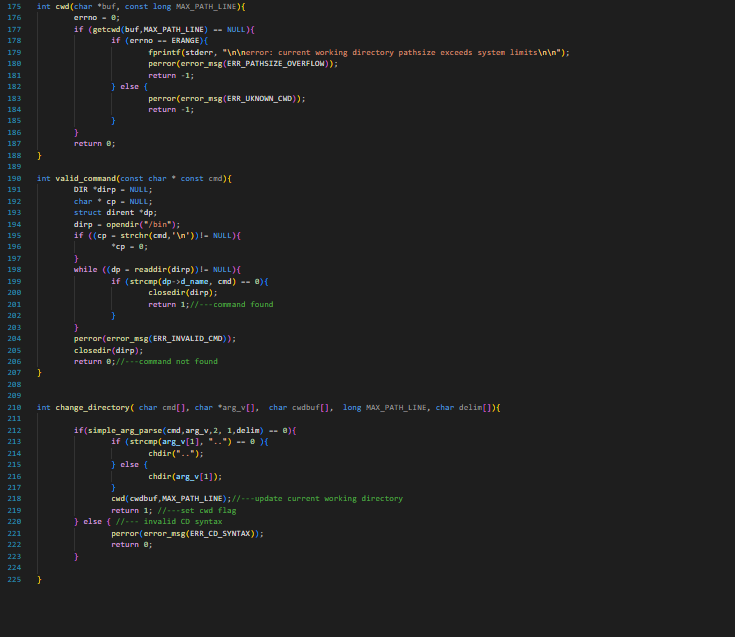 175 int cwd(char *buf, const long MAX_PATH_LINE){
176 errno = 0;
177 if (getcwd(buf,MAX_PATH_LINE) == NULL){
178 if (errno == ERANGE){
179 fprintf(stderr, "\n\nerror: current working directory pathsize exceeds system limits\n\n");
180 perror(error_msg(ERR_PATHSIZE_OVERFLOW));
181 return -1;
182 } else {
183 perror(error_msg(ERR_UKNOWN_CWD));
184 return -1;
185 }
186 }
187 return 0;
188 }
189
190 int valid_command(const char * const cmd){
191 DIR *dirp = NULL;
192 char * cp = NULL;
193 struct dirent *dp;
194 dirp = opendir("/bin");
195 if ((cp = strchr(cmd,'\n'))!= NULL){
196 *cp = 0;
197 }
198 while ((dp = readdir(dirp))!= NULL){
199 if (strcmp(dp->d_name, cmd) == 0){
200 closedir(dirp);
201 return 1;//---command found
202 }
203 }
204 perror(error_msg(ERR_INVALID_CMD));
205 closedir(dirp);
206 return 0;//---command not found
207 }
208
209
210 int change_directory( char cmd[], char *arg_v[], char cwdbuf[], long MAX_PATH_LINE, char delim[]){
211
212 if(simple_arg_parse(cmd,arg_v,2, 1,delim) == 0){
213 if (strcmp(arg_v[1], "..") == 0 ){
214 chdir("..");
215 } else {
216 chdir(arg_v[1]);
217 }
218 cwd(cwdbuf,MAX_PATH_LINE);//---update current working directory
219 return 1; //---set cwd flag
220 } else { //--- invalid CD syntax
221 perror(error_msg(ERR_CD_SYNTAX));
222 return 0;
223 }
224
225 }